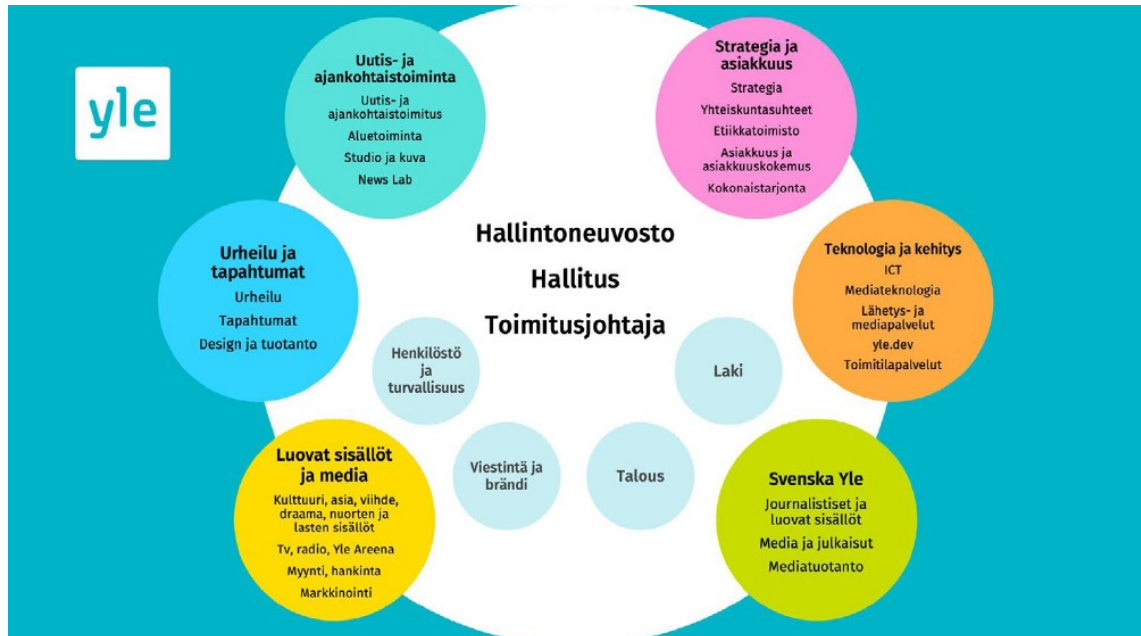 yle
Uutis- ja
ajankohtaistoiminta
Uutis- ja
ajankohtaistoimitus
Aluetoiminta
Studio ja kuva
News Lab
Strategia ja
asiakkuus
Strategia
Yhteiskuntasuhteet
Etiikkatoimisto
Asiakkuus ja
asiakkuuskokemus
Kokonaistarjonta
Hallintoneuvosto
Hallitus
Toimitusjohtaja
Urheilu ja
tapahtumat
Urheilu
Tapahtumat
Design ja tuotanto
Teknologia ja kehitys
ICT
Mediateknologia
Lähetys- ja
mediapalvelut
yle.dev
Toimitilapalvelut
Henkilöstö
ja
turvallisuus
Laki
Viestintä ja
brändi
Talous
Luovat sisällöt
ja media
Kulttuuri, asia, viihde,
draama, nuorten ja
lasten sisällöt
Tv, radio, Yle Areena
Myynti, hankinta
Markkinointi
Svenska Yle
Journalistiset ja
luovat sisällöt
Media ja julkaisut
Mediatuotanto